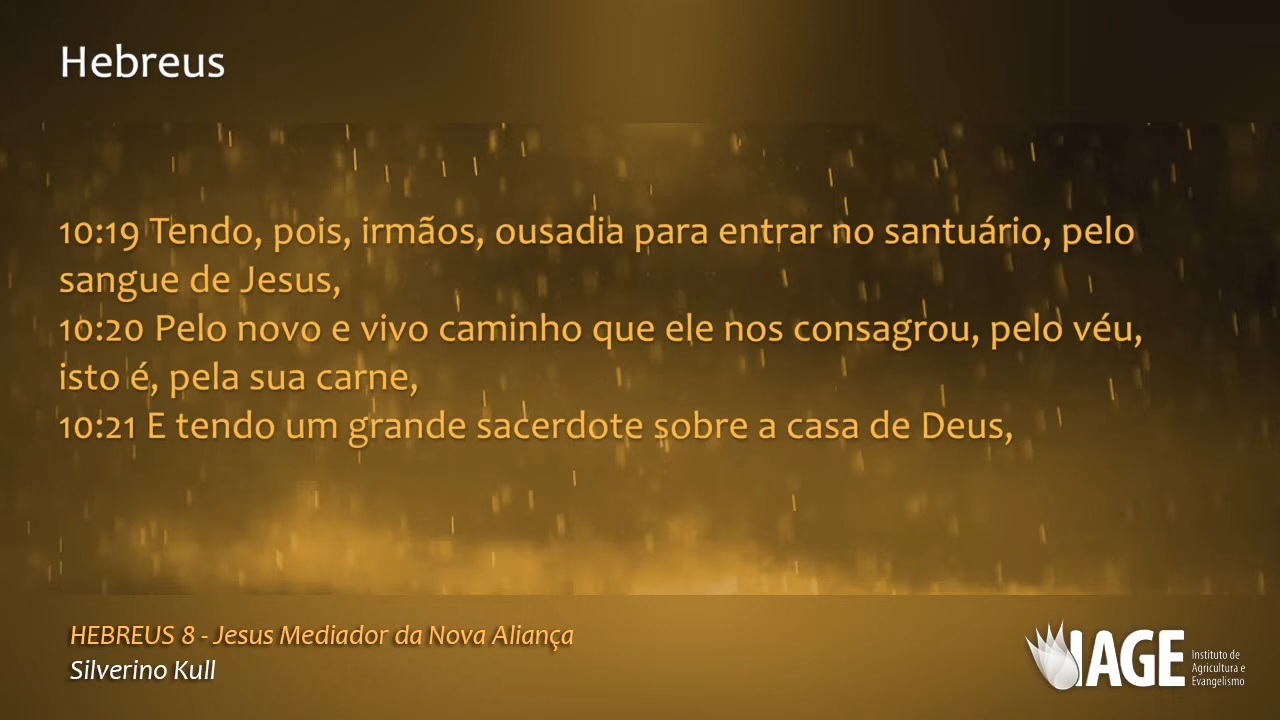 Hebreus
10:19 Tendo, pois, irmãos, ousadia para entrar no santuário, pelo
sangue de Jesus,
10:20 Pelo novo e vivo caminho que ele nos consagrou, pelo véu,
isto é, pela sua carne,
10:21 E tendo um grande sacerdote sobre a casa de Deus,
HEBREUS 8 - Jesus Mediador da Nova Aliança
Silverino Kull
IAGE
Instituto de
Agricultura e
Evangelismo